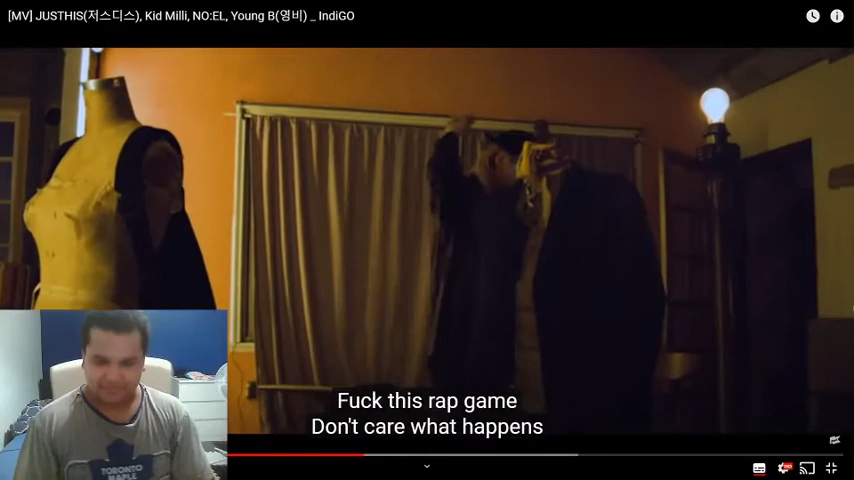 [MV] JUSTHIS(저스디스), Kid Milli, NO:EL, Young B(영비) _ IndiGO
Fuck this rap game
Don't care what happens
TORONTO
MAPLE